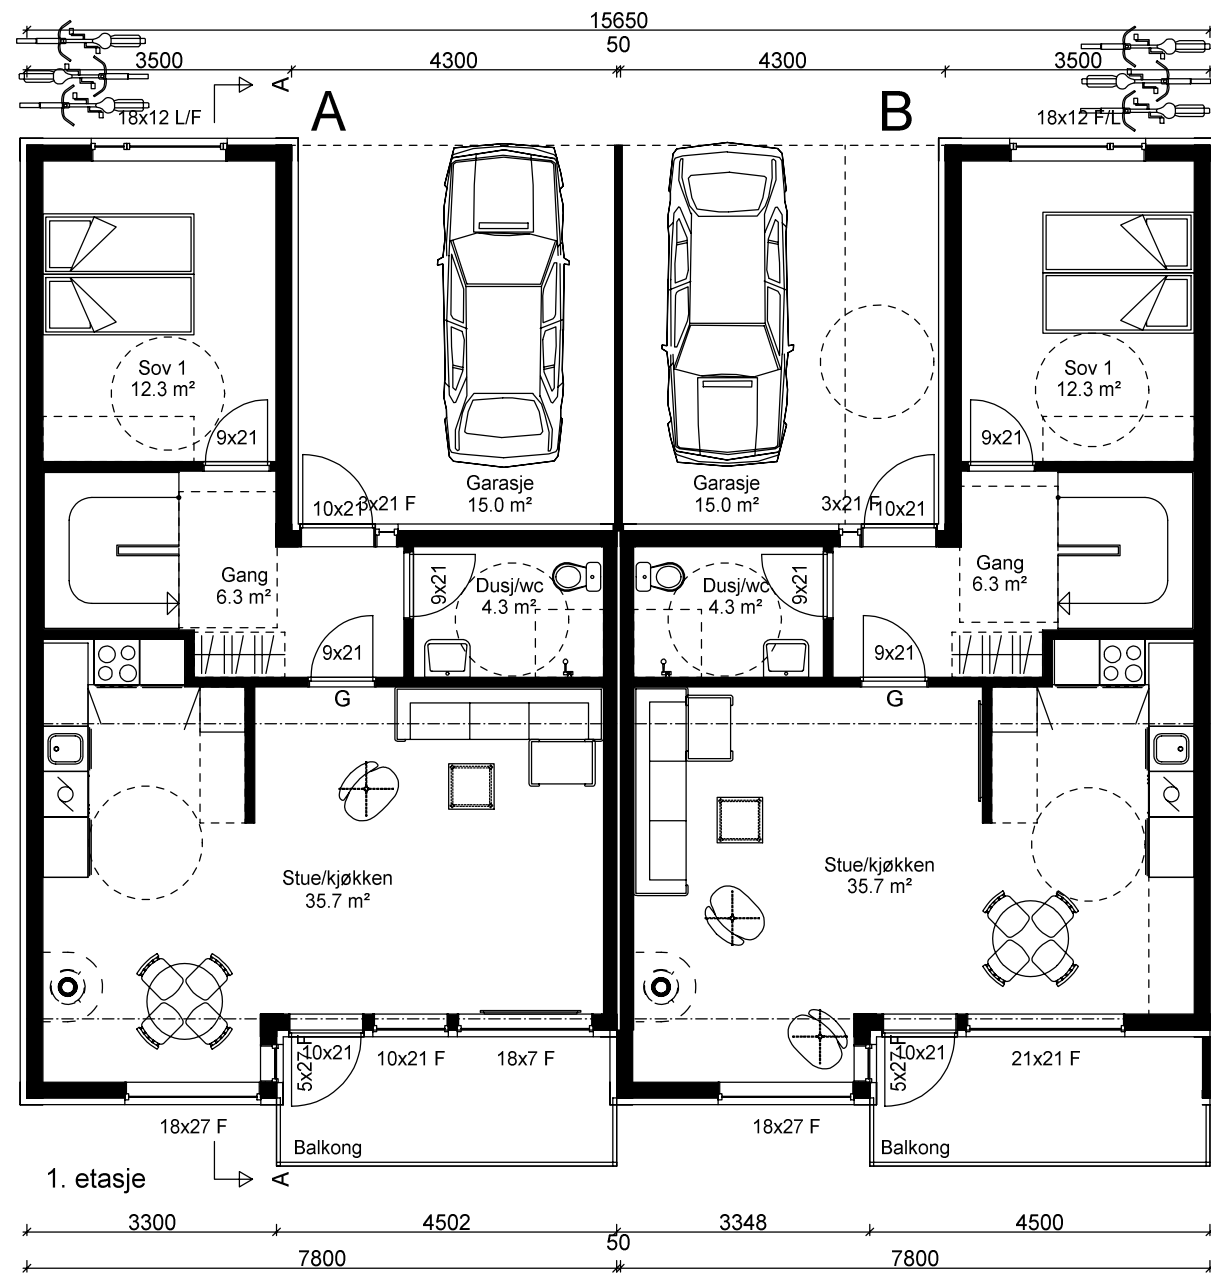 15650
50
3500
4300
4300
3500
A
18x12 L/F
A
B
18x12 F/L
Sov 1
12.3 m²
Sov 1
12.3 m²
9x21
9x21
Garasje
15.0 m²
Garasje
15.0 m²
10x21
3x21 F
3x21 F
10x21
Gang
6.3 m²
9x21
Dusj/wc
4.3 m²
Dusj/wc
4.3 m²
9x21
Gang
6.3 m²
9x21
G
9x21
G
Stue/kjøkken
35.7 m²
Stue/kjøkken
35.7 m²
5x27 F
10x21
10x21 F
18x7 F
5x27 F
10x21
21x21 F
18x27 F
Balkong
18x27 F
Balkong
1. etasje
A
3300
4502
3348
4500
50
7800
7800